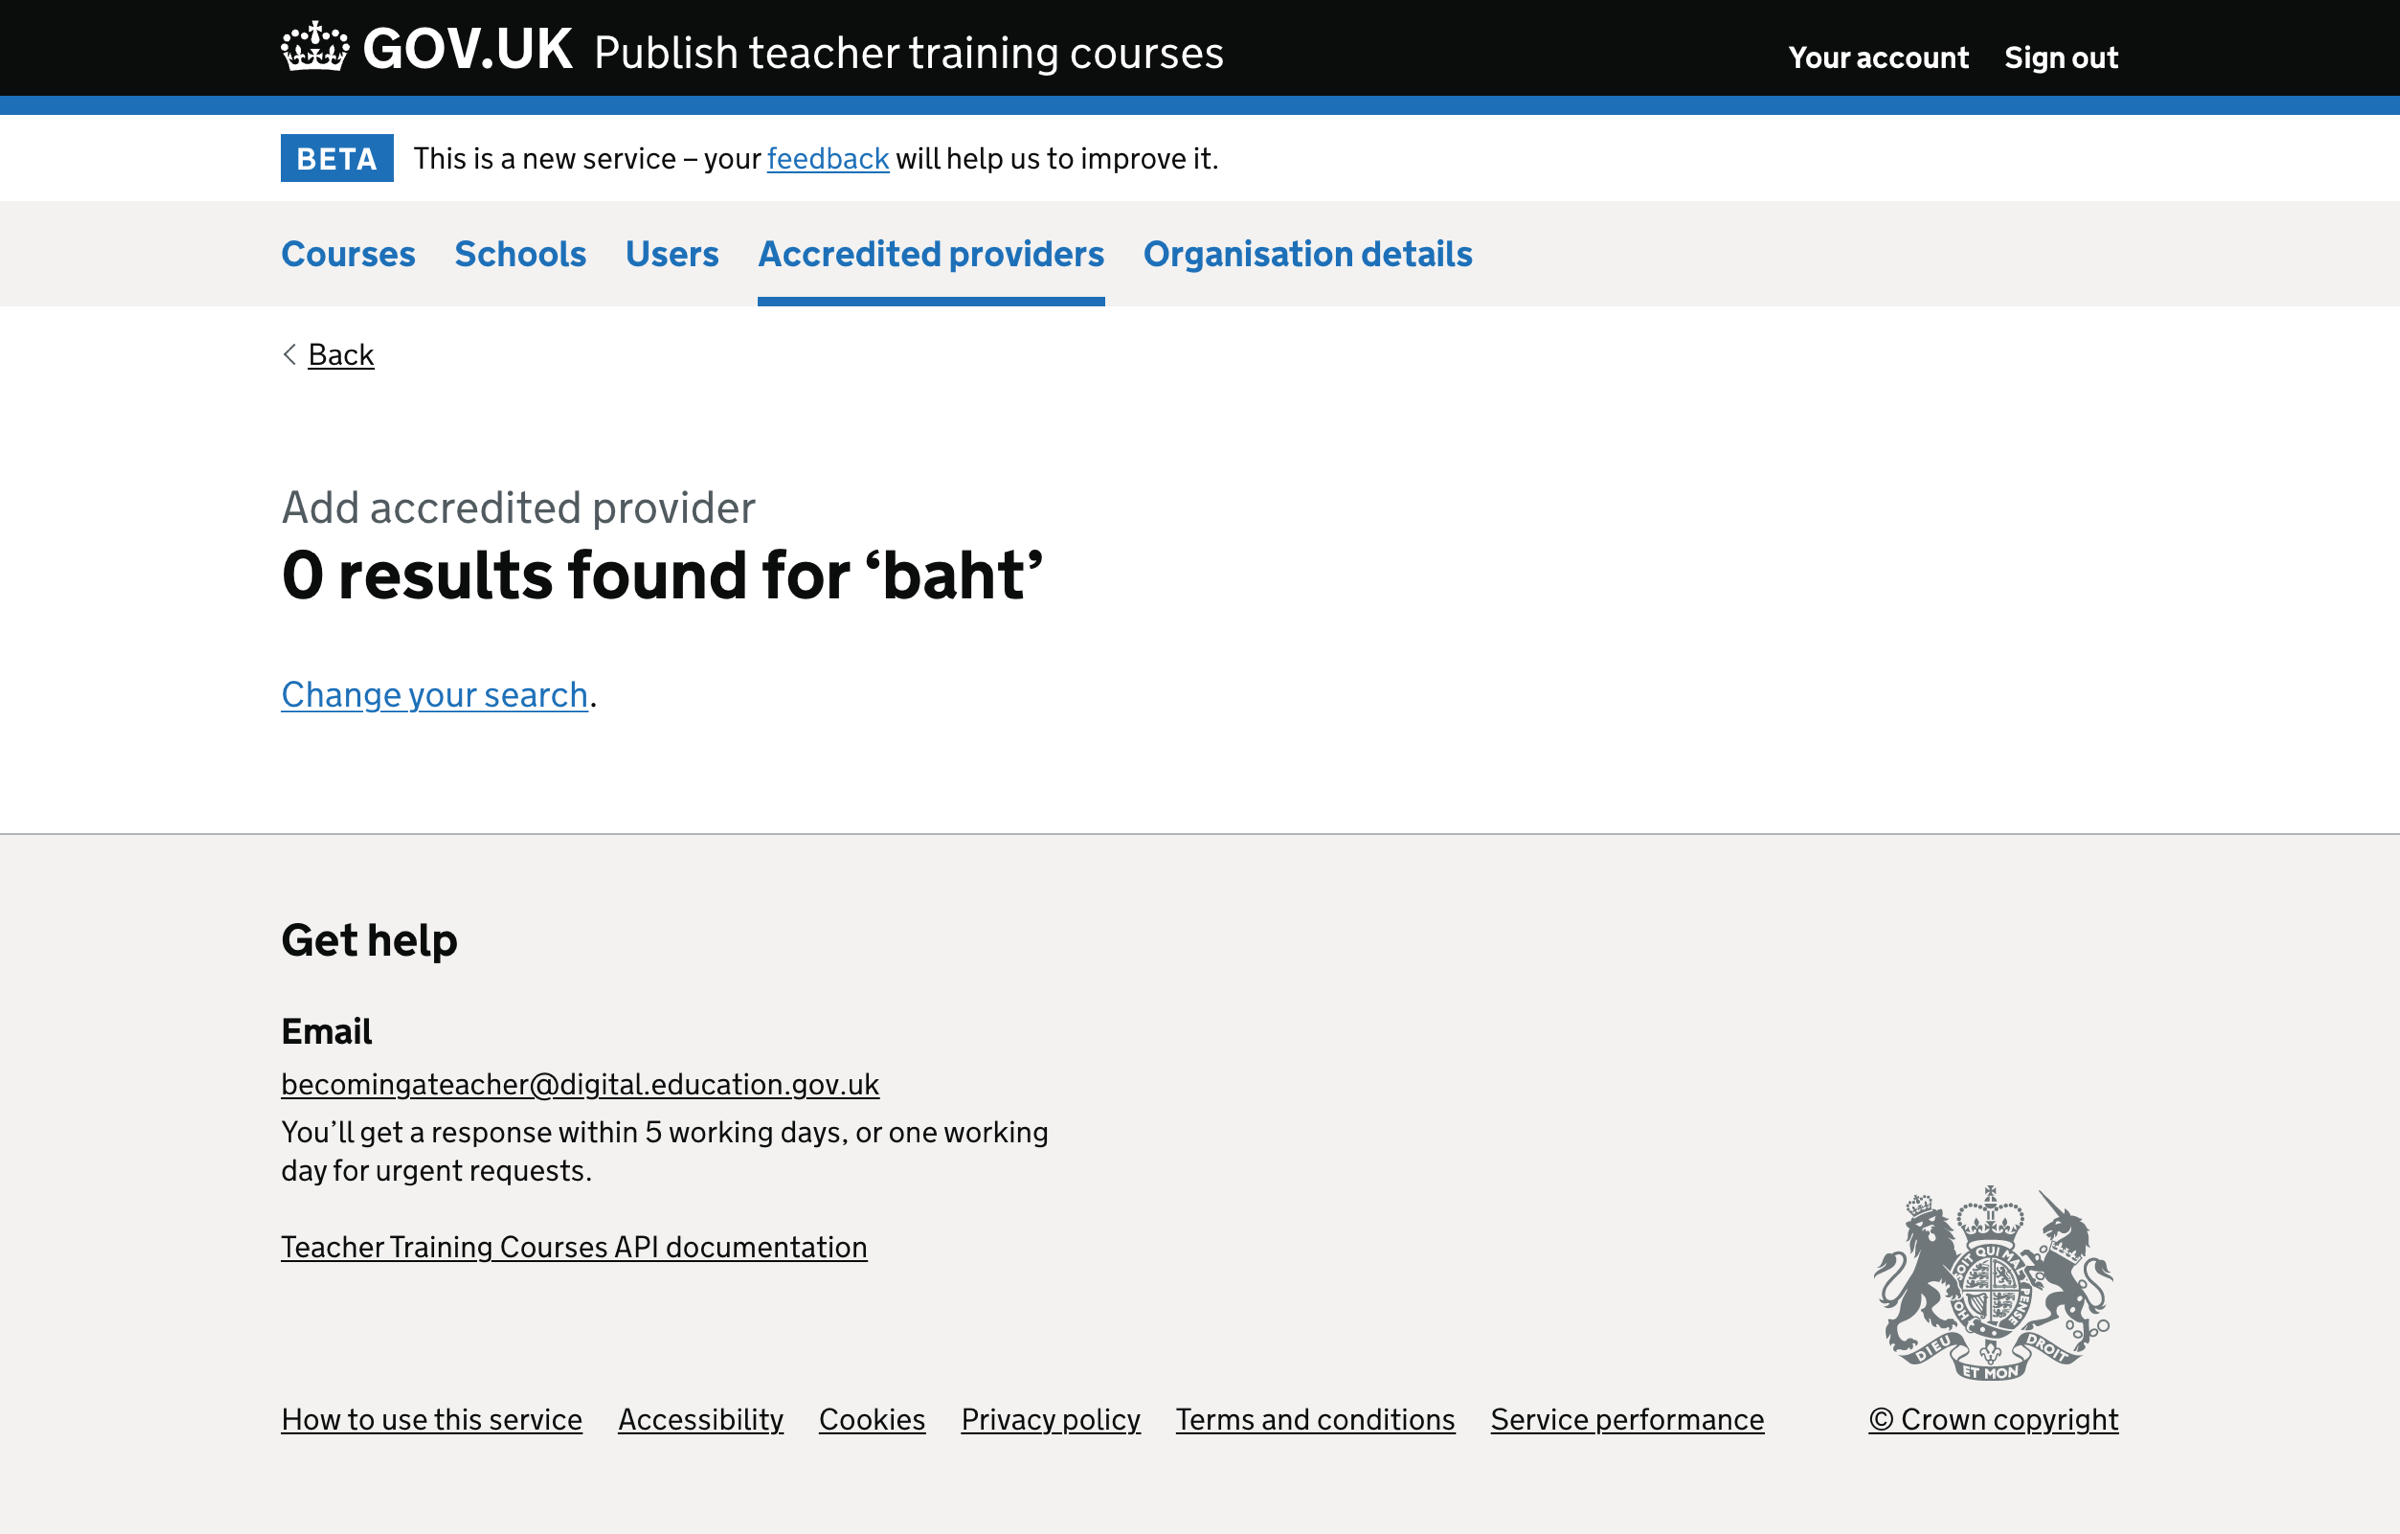 GOV.UK Publish teacher training courses
Your account Sign out
BETA This is a new service – your feedback will help us to improve it.
Courses Schools Users Accredited providers Organisation details
Back
Add accredited provider
0 results found for ‘baht’
Change your search.
Get help
Email
becomingateacher@digital.education.gov.uk
You’ll get a response within 5 working days, or one working
day for urgent requests.
Teacher Training Courses API documentation
DIEU ET MON DROIT
How to use this service Accessibility Cookies Privacy policy Terms and conditions Service performance
© Crown copyright